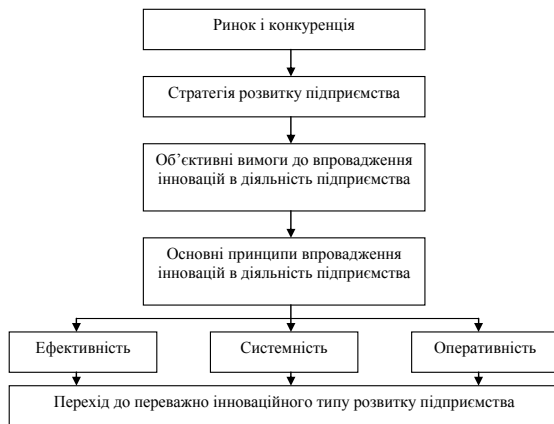 Ринок і конкуренція
Стратегія розвитку підприємства
Об’єктивні вимоги до впровадження
інновацій в діяльність підприємства
Основні принципи впровадження
інновацій в діяльність підприємства
Ефективність
Системність
Оперативність
Перехід до переважно інноваційного типу розвитку підприємства